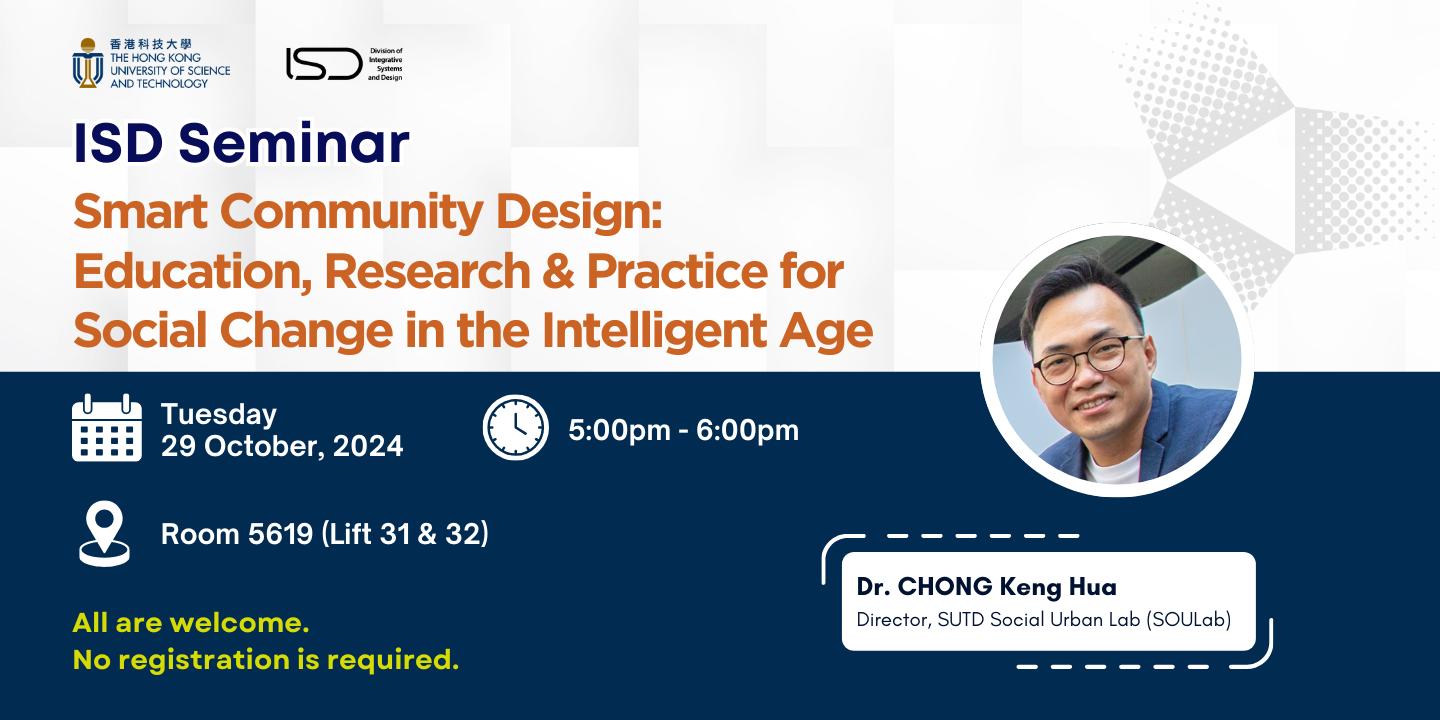 香港科技大學
THE HONG KONG
UNIVERSITY OF SCIENCE
AND TECHNOLOGY
ISD
Division of
Integrative
Systems
and Design
ISD Seminar
Smart Community Design:
Education, Research & Practice for
Social Change in the Intelligent Age
Tuesday
29 October, 2024
5:00pm - 6:00pm
Room 5619 (Lift 31 & 32)
All are welcome.
No registration is required.
Dr. CHONG Keng Hua
Director, SUTD Social Urban Lab (SOULab)